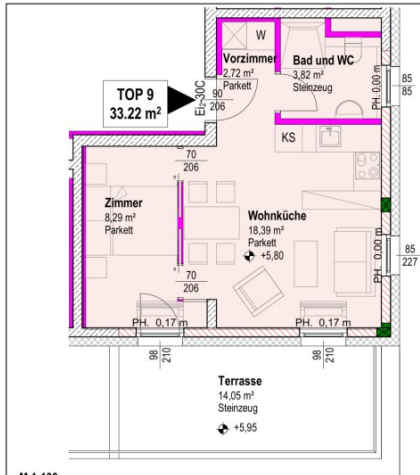 W
Vorzimmer
2,72 m²
Parkett
Bad und WC
3,82 m²
Steinzeug
PH. 0,00 m
85
85
TOP 9
33.22 m²
EI₂-30C
90
206
KS
70
206
Zimmer
8,29 m²
Parkett
Wohnküche
18,39 m²
Parkett
+5,80
PH. 0,00 m
85
227
70
206
PH. 0,17 m
PH. 0,17 m
98
210
98
210
Terrasse
14,05 m²
Steinzeug
+5,95